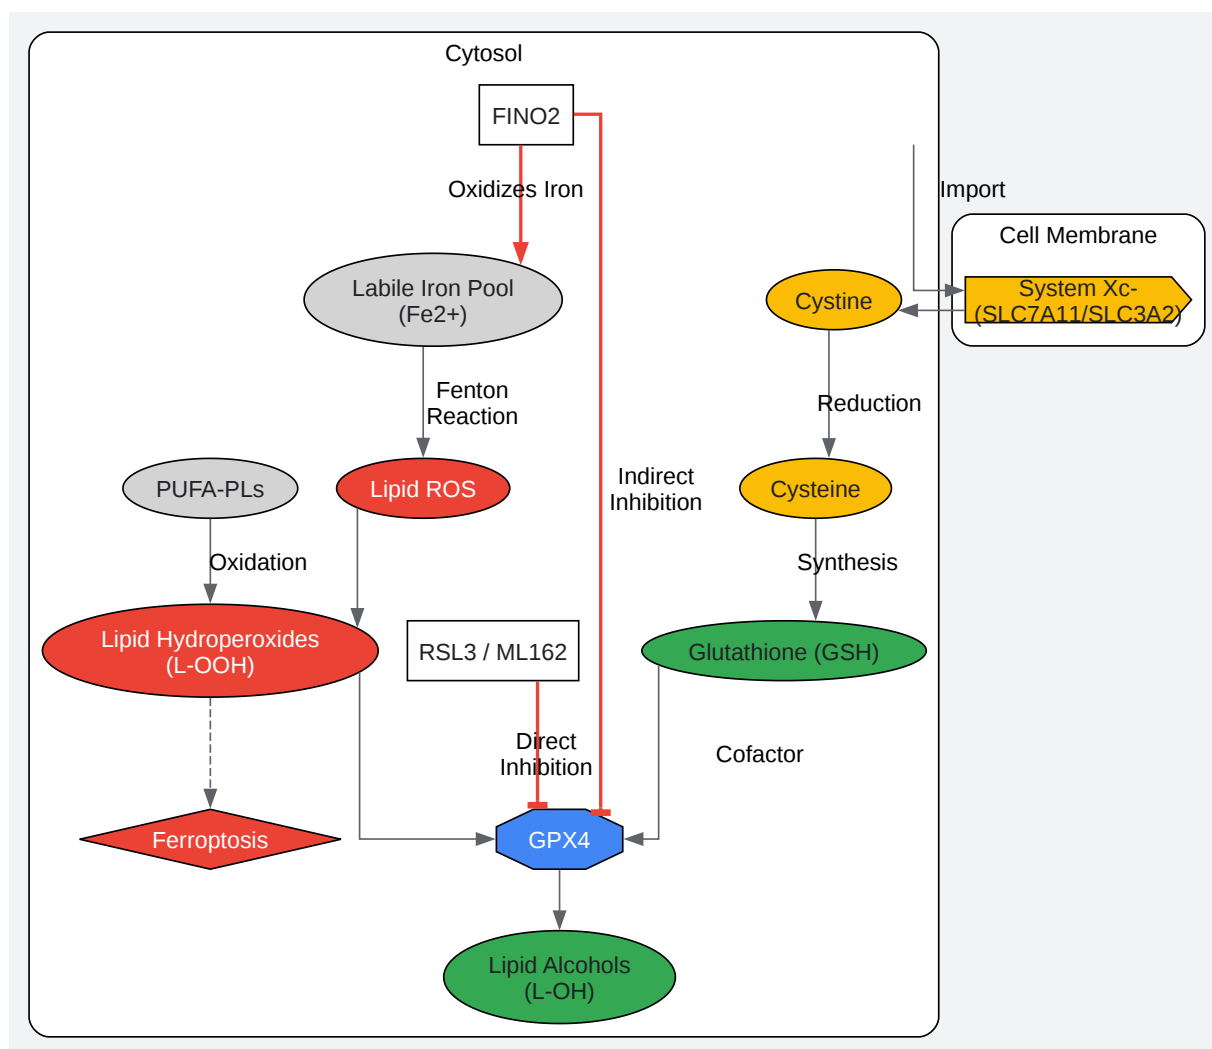 Cytosol
FINO2
Oxidizes Iron
Import
Cell Membrane
Labile Iron Pool
(Fe2+)
Cystine
System Xc-
(SLC7A11/SLC3A2)
Fenton
Reaction
Reduction
PUFA-PLs
Lipid ROS
Indirect
Inhibition
Cysteine
Oxidation
Synthesis
Lipid Hydroperoxides
(L-OOH)
RSL3 / ML162
Glutathione (GSH)
Direct
Inhibition
Cofactor
Ferroptosis
GPX4
Lipid Alcohols
(L-OH)